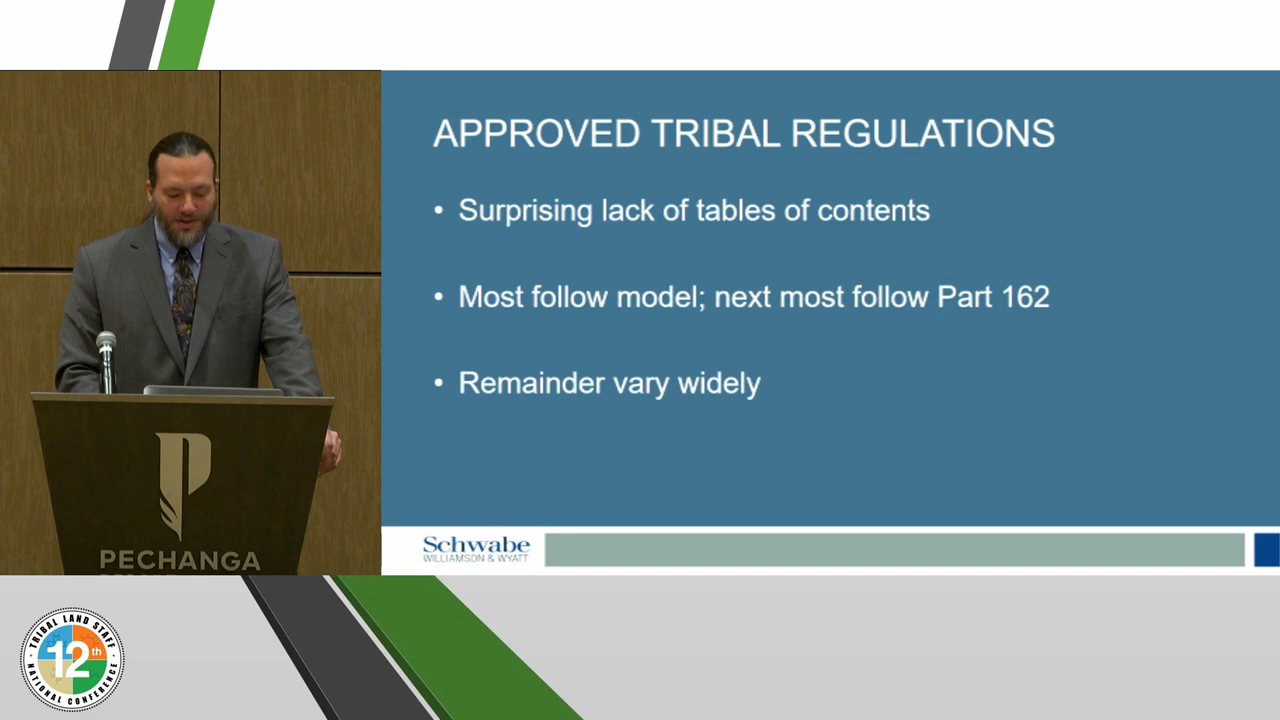 APPROVED TRIBAL REGULATIONS
• Surprising lack of tables of contents
• Most follow model; next most follow Part 162
• Remainder vary widely
Schwabe
WILLIAMSON & WYATT
PECHANGA
TRIBAL LAND STAFF
12th
NATIONAL CONFERENCE